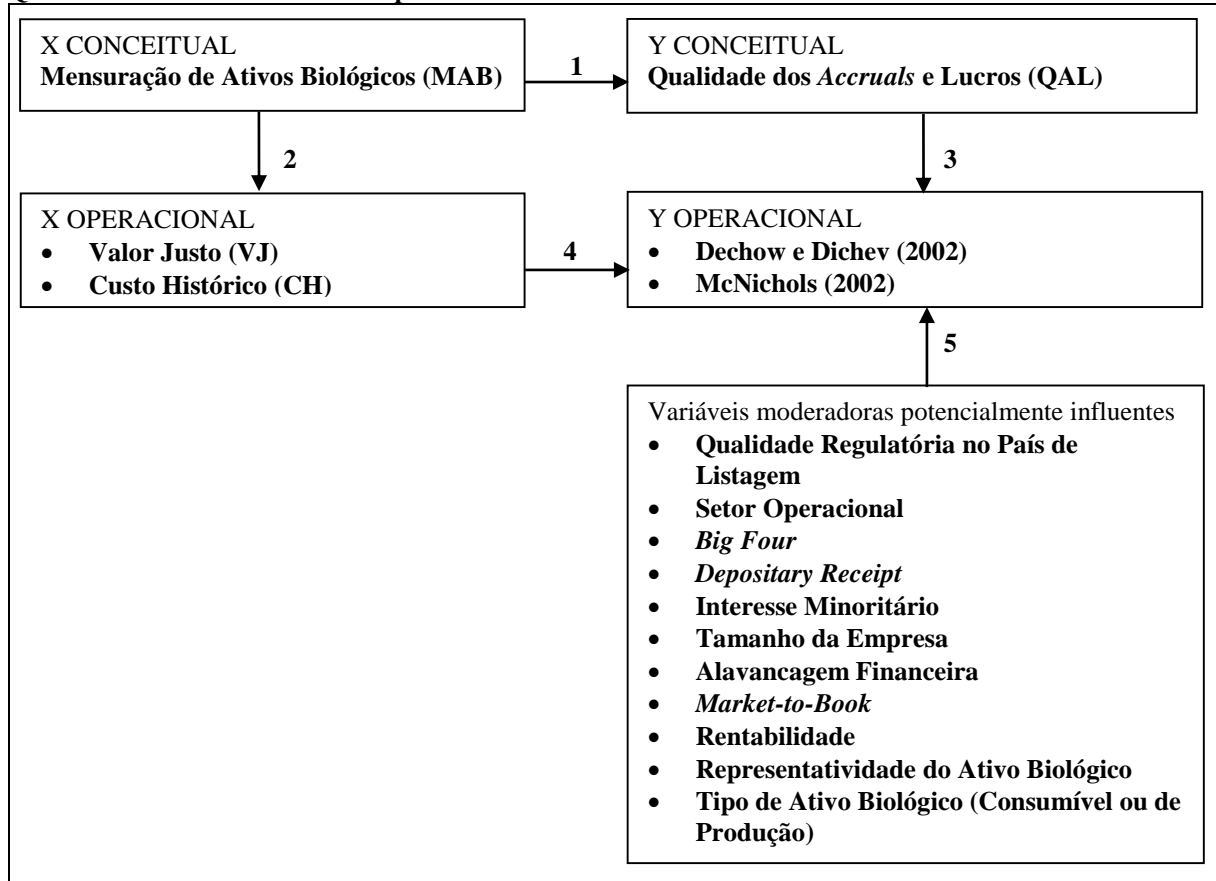 X CONCEITUAL
Mensuração de Ativos Biológicos (MAB)
1
Y CONCEITUAL
Qualidade dos Accruals e Lucros (QAL)
2
3
X OPERACIONAL
• Valor Justo (VJ)
• Custo Histórico (CH)
4
Y OPERACIONAL
• Dechow e Dichev (2002)
• McNichols (2002)
5
Variáveis moderadoras potencialmente influentes
• Qualidade Regulatória no País de
Listagem
• Setor Operacional
• Big Four
• Depositary Receipt
• Interesse Minoritário
• Tamanho da Empresa
• Alavancagem Financeira
• Market-to-Book
• Rentabilidade
• Representatividade do Ativo Biológico
• Tipo de Ativo Biológico (Consumível ou de
Produção)